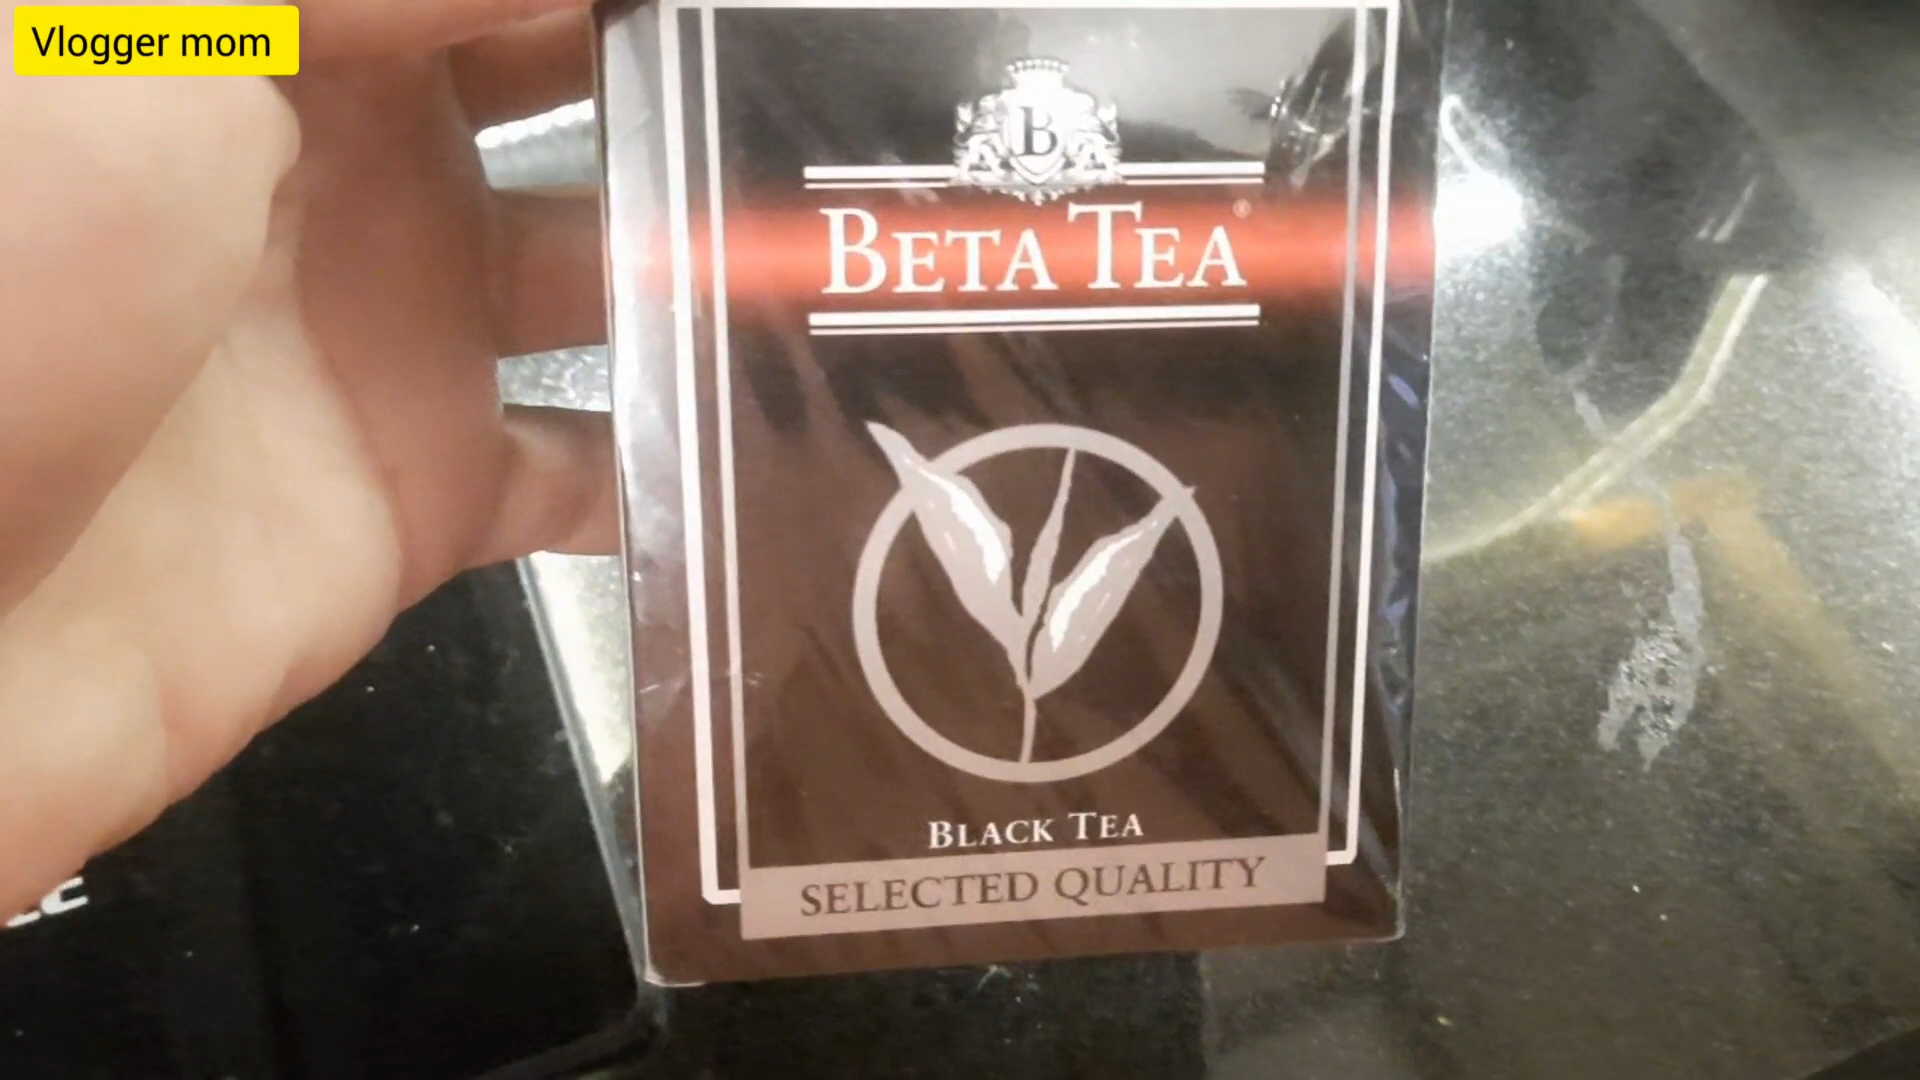 Vlogger mom
B
BETA TEA®
BLACK TEA
SELECTED QUALITY